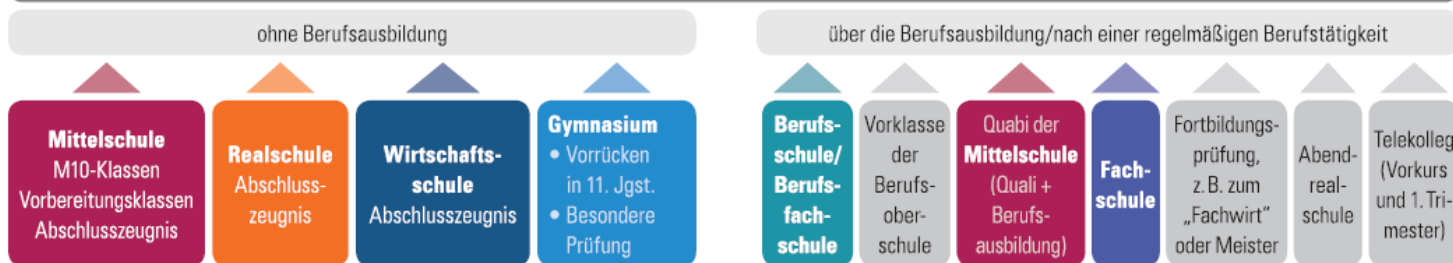 ohne Berufsausbildung
über die Berufsausbildung/nach einer regelmäßigen Berufstätigkeit
Mittelschule
M10-Klassen
Vorbereitungsklassen
Abschlusszeugnis
Realschule
Abschluss-
zeugnis
Wirtschafts-
schule
Abschlusszeugnis
Gymnasium
• Vorrücken
in 11. Jgst.
• Besondere
Prüfung
Berufs-
schule/
Berufs-
fach-
schule
Vorklasse
der
Berufs-
ober-
schule
Quabi der
Mittelschule
(Quali +
Berufs-
ausbildung)
Fach-
schule
Fortbildungs-
prüfung,
z. B. zum
„Fachwirt“
oder Meister
Abend-
real-
schule
Telekolleg
(Vorkurs
und 1. Tri-
mester)